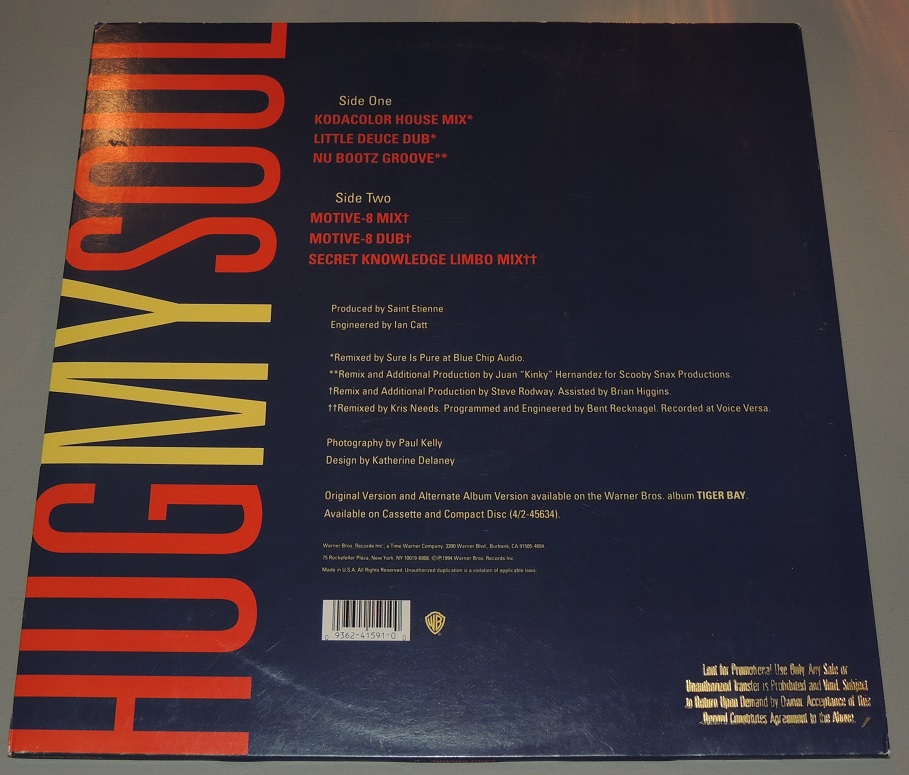 HUG MY SOUL
Side One
KODACOLOR HOUSE MIX*
LITTLE DEUCE DUB*
NU BOOTZ GROOVE**
Side Two
MOTIVE-8 MIX†
MOTIVE-8 DUB†
SECRET KNOWLEDGE LIMBO MIX††
Produced by Saint Etienne
Engineered by Ian Catt
*Remixed by Sure Is Pure at Blue Chip Audio.
**Remix and Additional Production by Juan "Kinky" Hernandez for Scooby Snax Productions.
†Remix and Additional Production by Steve Rodway. Assisted by Brian Higgins.
††Remixed by Kris Needs. Programmed and Engineered by Bent Recknagel. Recorded at Voice Versa.
Photography by Paul Kelly
Design by Katherine Delaney
Original Version and Alternate Album Version available on the Warner Bros. album TIGER BAY.
Available on Cassette and Compact Disc (4/2-45634).
Warner Bros. Records Inc., a Time Warner Company, 3300 Warner Blvd., Burbank, CA 91505-4694.
75 Rockefeller Plaza, New York, NY 10019-6908. ©℗1994 Warner Bros. Records Inc.
Made in U.S.A. All Rights Reserved. Unauthorized duplication is a violation of applicable laws.
0 9362-41591-0 0
WB
Lent for Promotional Use Only Any Sale or
Unauthorized Transfer is Prohibited and Void. Subject
to Return Upon Demand by Owner. Acceptance of this
Record Constitutes Agreement to the Above.